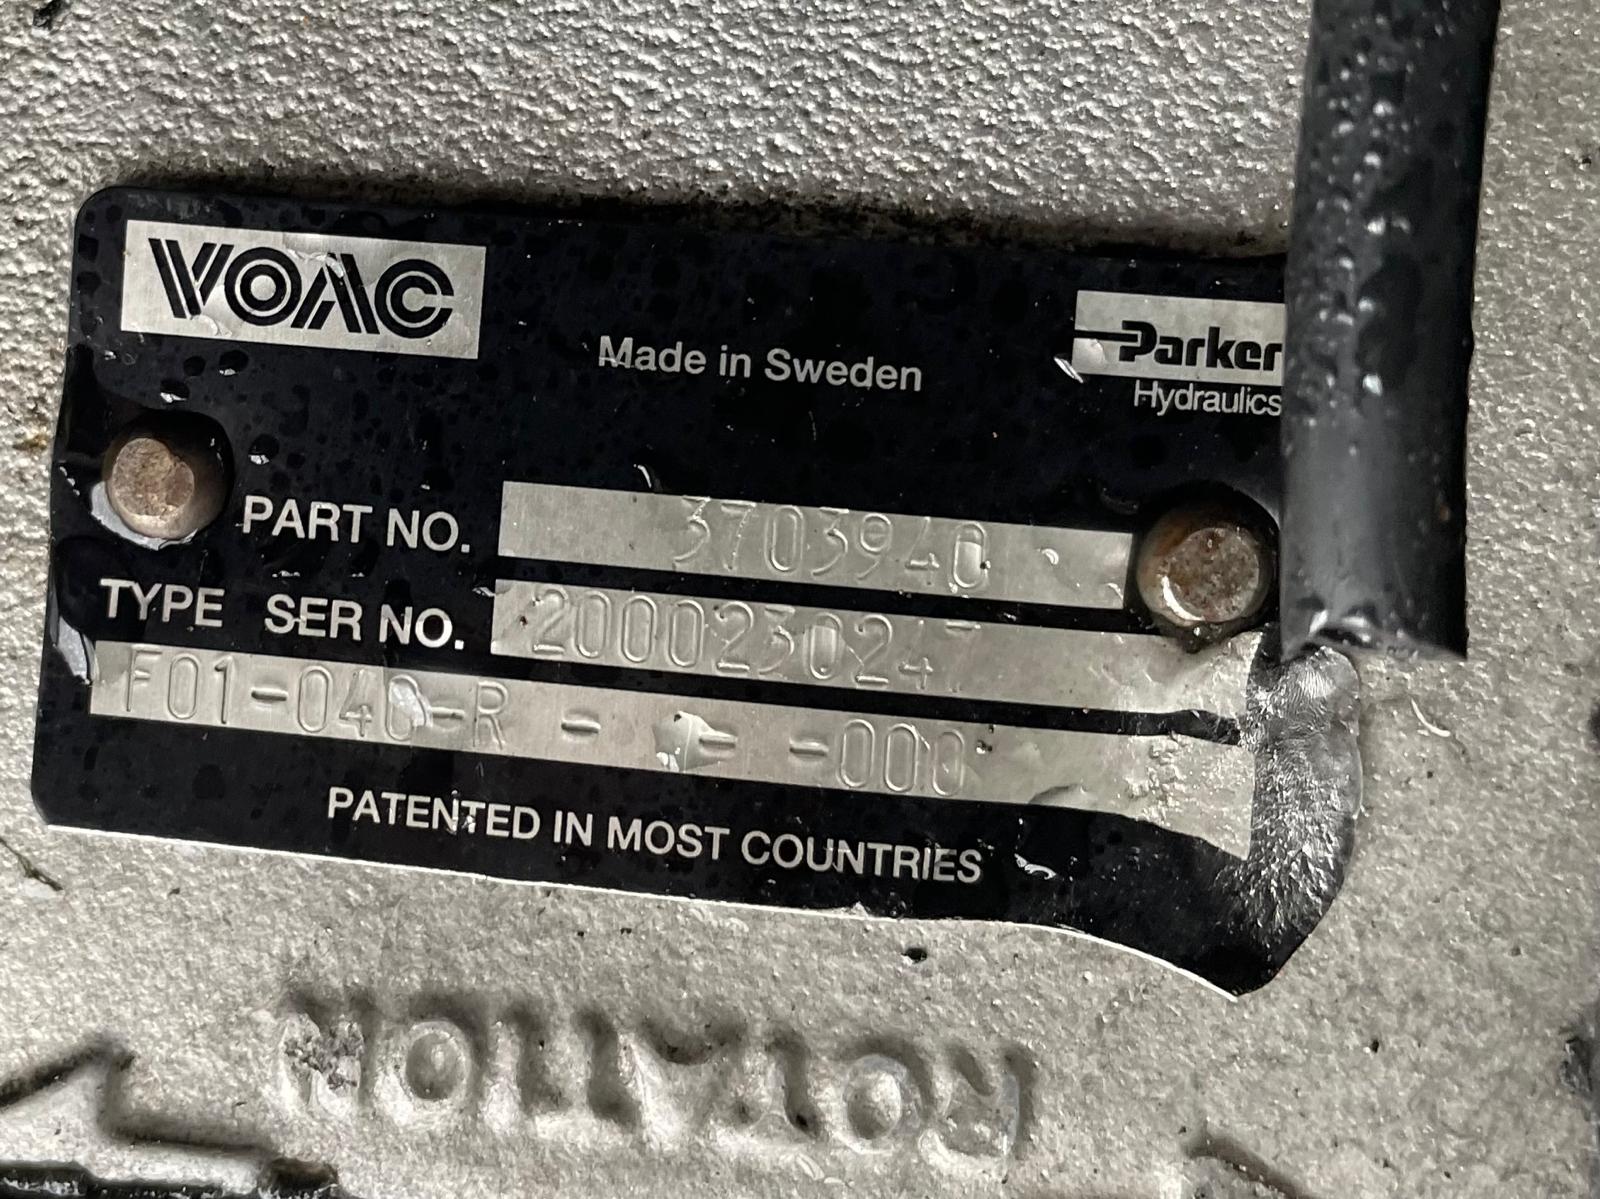 VOAC
Made in Sweden
Parker
Hydraulics
PART NO. 3703940
TYPE SER NO. 2000230247
F01-040-R - - -000
PATENTED IN MOST COUNTRIES
ROTATION